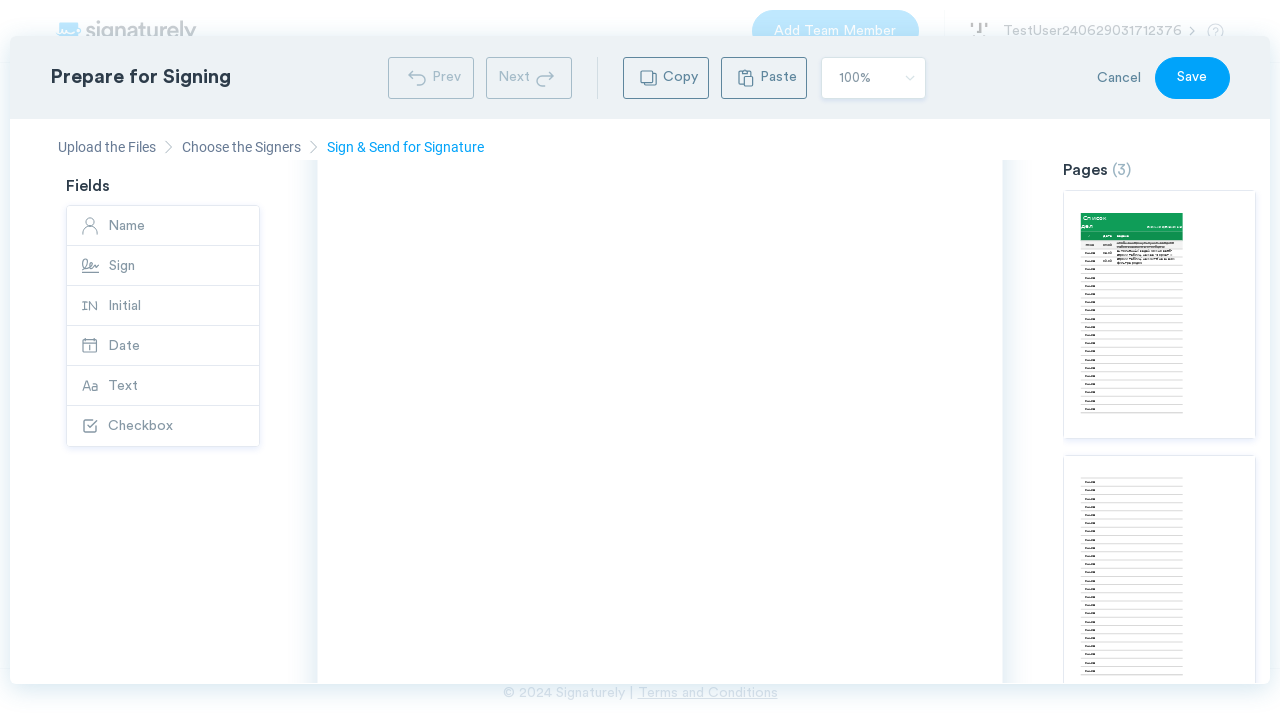 signaturely
Add Team Member
TestUser240629031712376
Prepare for Signing
Prev
Next
Copy
Paste
100%
Cancel
Save
Upload the Files
Choose the Signers
Sign & Send for Signature
Fields
Name
Sign
IN Initial
Date
Aa Text
Checkbox
Pages (3)
Список
дел
© 2024 Signaturely | Terms and Conditions